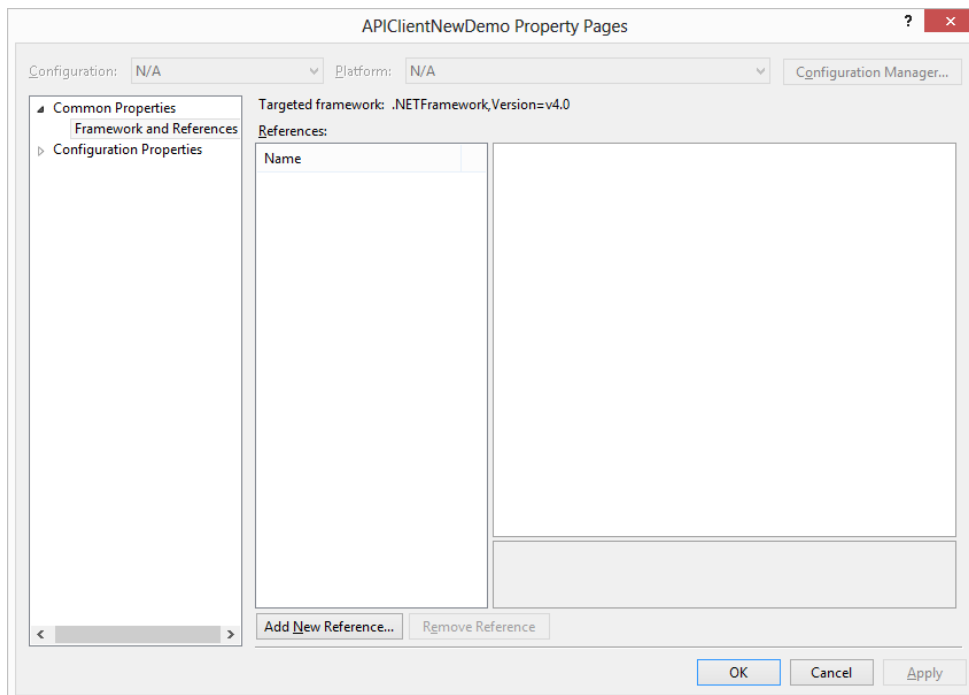 APIClientNewDemo Property Pages
?
Configuration: N/A Platform: N/A Configuration Manager...
Common Properties
Framework and References
Configuration Properties
Targeted framework: .NETFramework,Version=v4.0
References:
Name
Add New Reference... Remove Reference
OK Cancel Apply